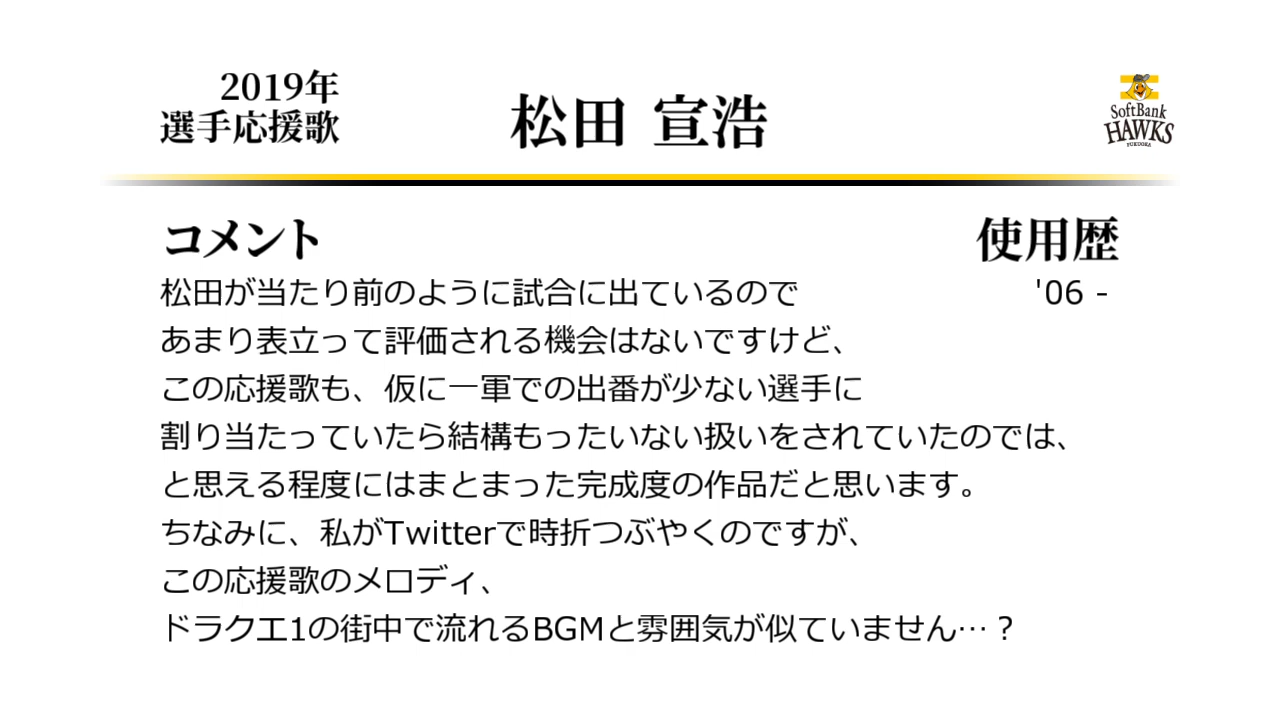 2019年
選手応援歌
松田 宣浩
SoftBank
HAWKS
FUKUOKA
コメント
使用歴
松田が当たり前のように試合に出ているので
'06 -
あまり表立って評価される機会はないですけど、
この応援歌も、仮に一軍での出番が少ない選手に
割り当たっていたら結構もったいない扱いをされていたのでは、
と思える程度にはまとまった完成度の作品だと思います。
ちなみに、私がTwitterで時折つぶやくのですが、
この応援歌のメロディ、
ドラクエ1の街中で流れるBGMと雰囲気が似ていません…？